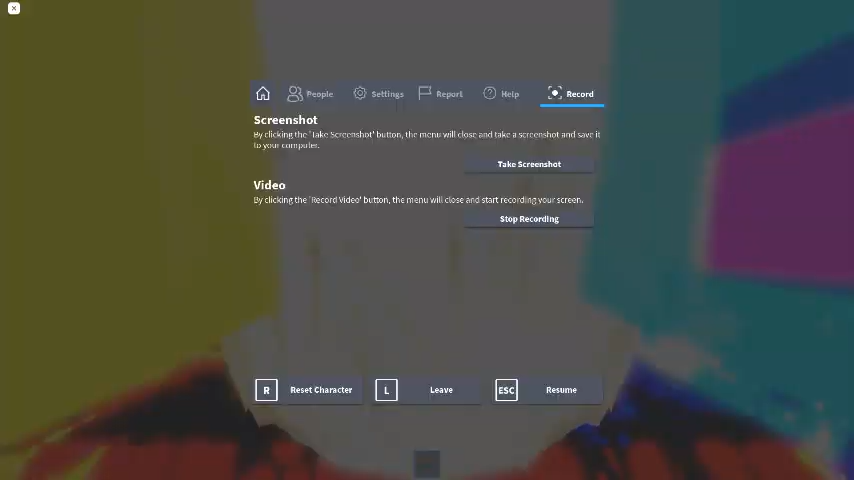 People Settings Report Help Record
Screenshot
By clicking the 'Take Screenshot' button, the menu will close and take a screenshot and save it
to your computer.
Take Screenshot
Video
By clicking the 'Record Video' button, the menu will close and start recording your screen.
Stop Recording
R Reset Character L Leave ESC Resume